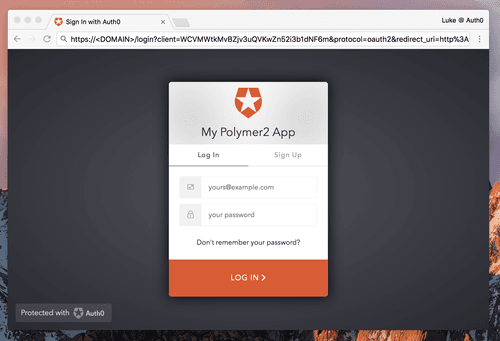 Sign In with Auth0
Luke @ Auth0
https://<DOMAIN>/login?client=WCVMWtkMvBZjv3uQVKwZn52i3b1dNF6m&protocol=oauth2&redirect_uri=http%3A
My Polymer2 App
Log In
Sign Up
yours@example.com
your password
Don't remember your password?
LOG IN
Protected with Auth0